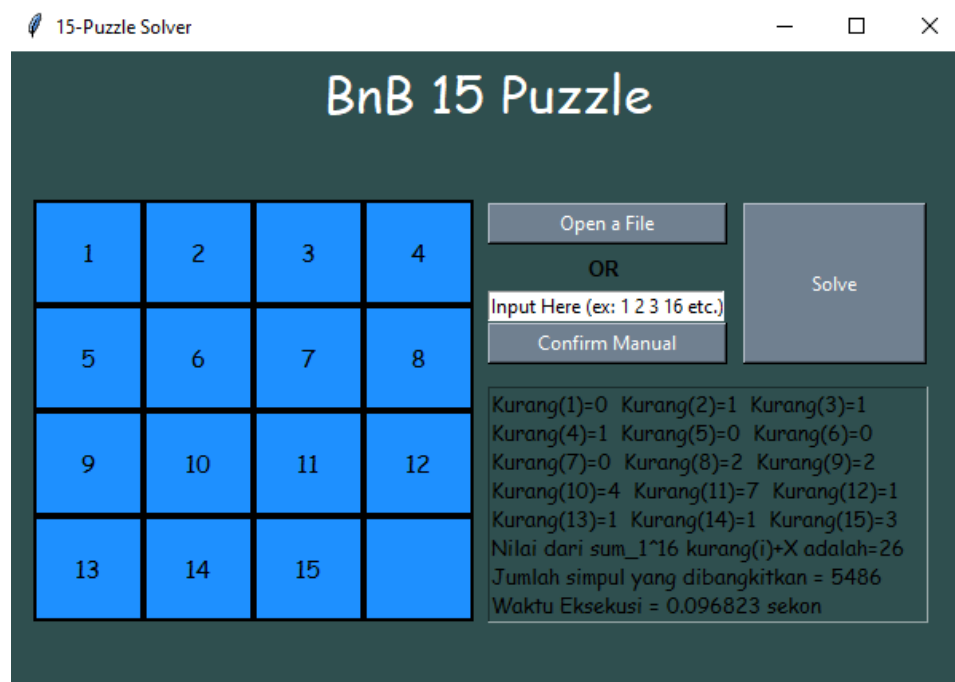 15-Puzzle Solver
BnB 15 Puzzle
1 2 3 4
5 6 7 8
9 10 11 12
13 14 15
Open a File
OR
Input Here (ex: 1 2 3 16 etc.)
Confirm Manual
Solve
Kurang(1)=0 Kurang(2)=1 Kurang(3)=1
Kurang(4)=1 Kurang(5)=0 Kurang(6)=0
Kurang(7)=0 Kurang(8)=2 Kurang(9)=2
Kurang(10)=4 Kurang(11)=7 Kurang(12)=1
Kurang(13)=1 Kurang(14)=1 Kurang(15)=3
Nilai dari sum_1^16 kurang(i)+X adalah=26
Jumlah simpul yang dibangkitkan = 5486
Waktu Eksekusi = 0.096823 sekon